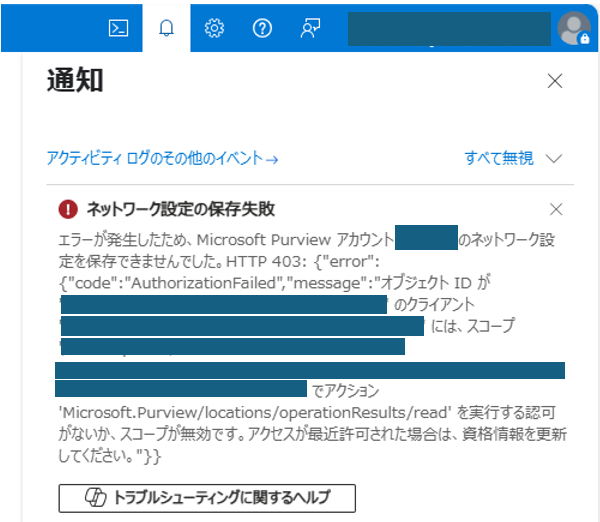 通知
アクティビティ ログのその他のイベント→
すべて無視
ネットワーク設定の保存失敗
エラーが発生したため、Microsoft Purview アカウント のネットワーク設
定を保存できませんでした。HTTP 403: {"error":
{"code":"AuthorizationFailed","message":"オブジェクト ID が
' のクライアント
' には、スコープ
でアクション
'Microsoft.Purview/locations/operationResults/read' を実行する認可
がないか、スコープが無効です。アクセスが最近許可された場合は、資格情報を更新
してください。"}}
トラブルシューティングに関するヘルプ